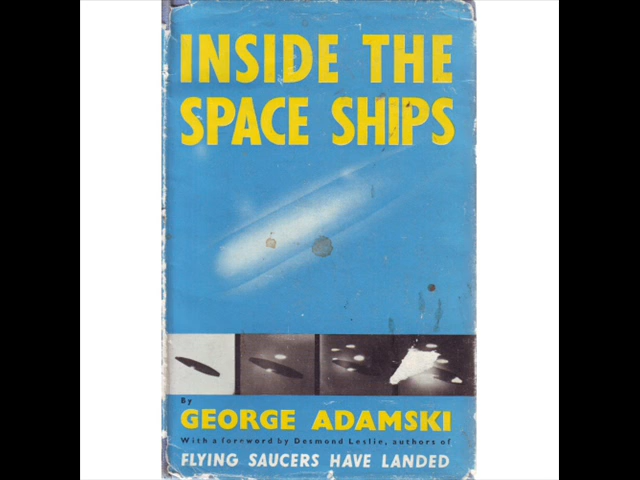 INSIDE THE
SPACE SHIPS
By
GEORGE ADAMSKI
With a foreword by Desmond Leslie, authors of
FLYING SAUCERS HAVE LANDED